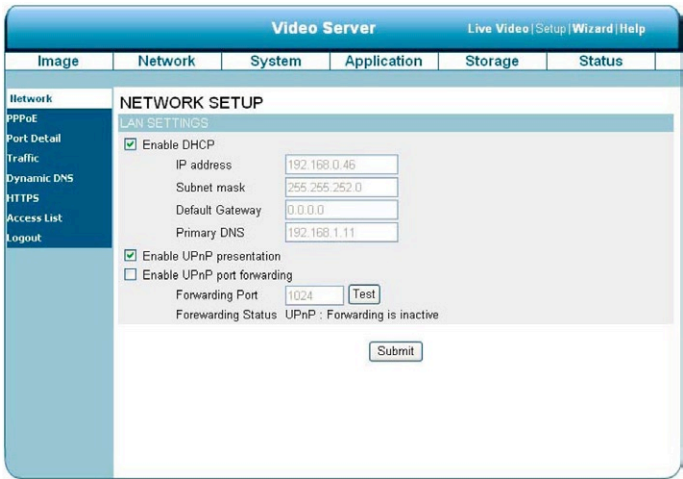 Video Server
Live Video | Setup | Wizard | Help
Image Network System Application Storage Status
Network
PPPoE
Port Detail
Traffic
Dynamic DNS
HTTPS
Access List
Logout
NETWORK SETUP
LAN SETTINGS
Enable DHCP
IP address 192.168.0.46
Subnet mask 255.255.252.0
Default Gateway 0.0.0.0
Primary DNS 192.168.1.11
Enable UPnP presentation
Enable UPnP port forwarding
Forwarding Port 1024 Test
Forewarding Status UPnP : Forwarding is inactive
Submit